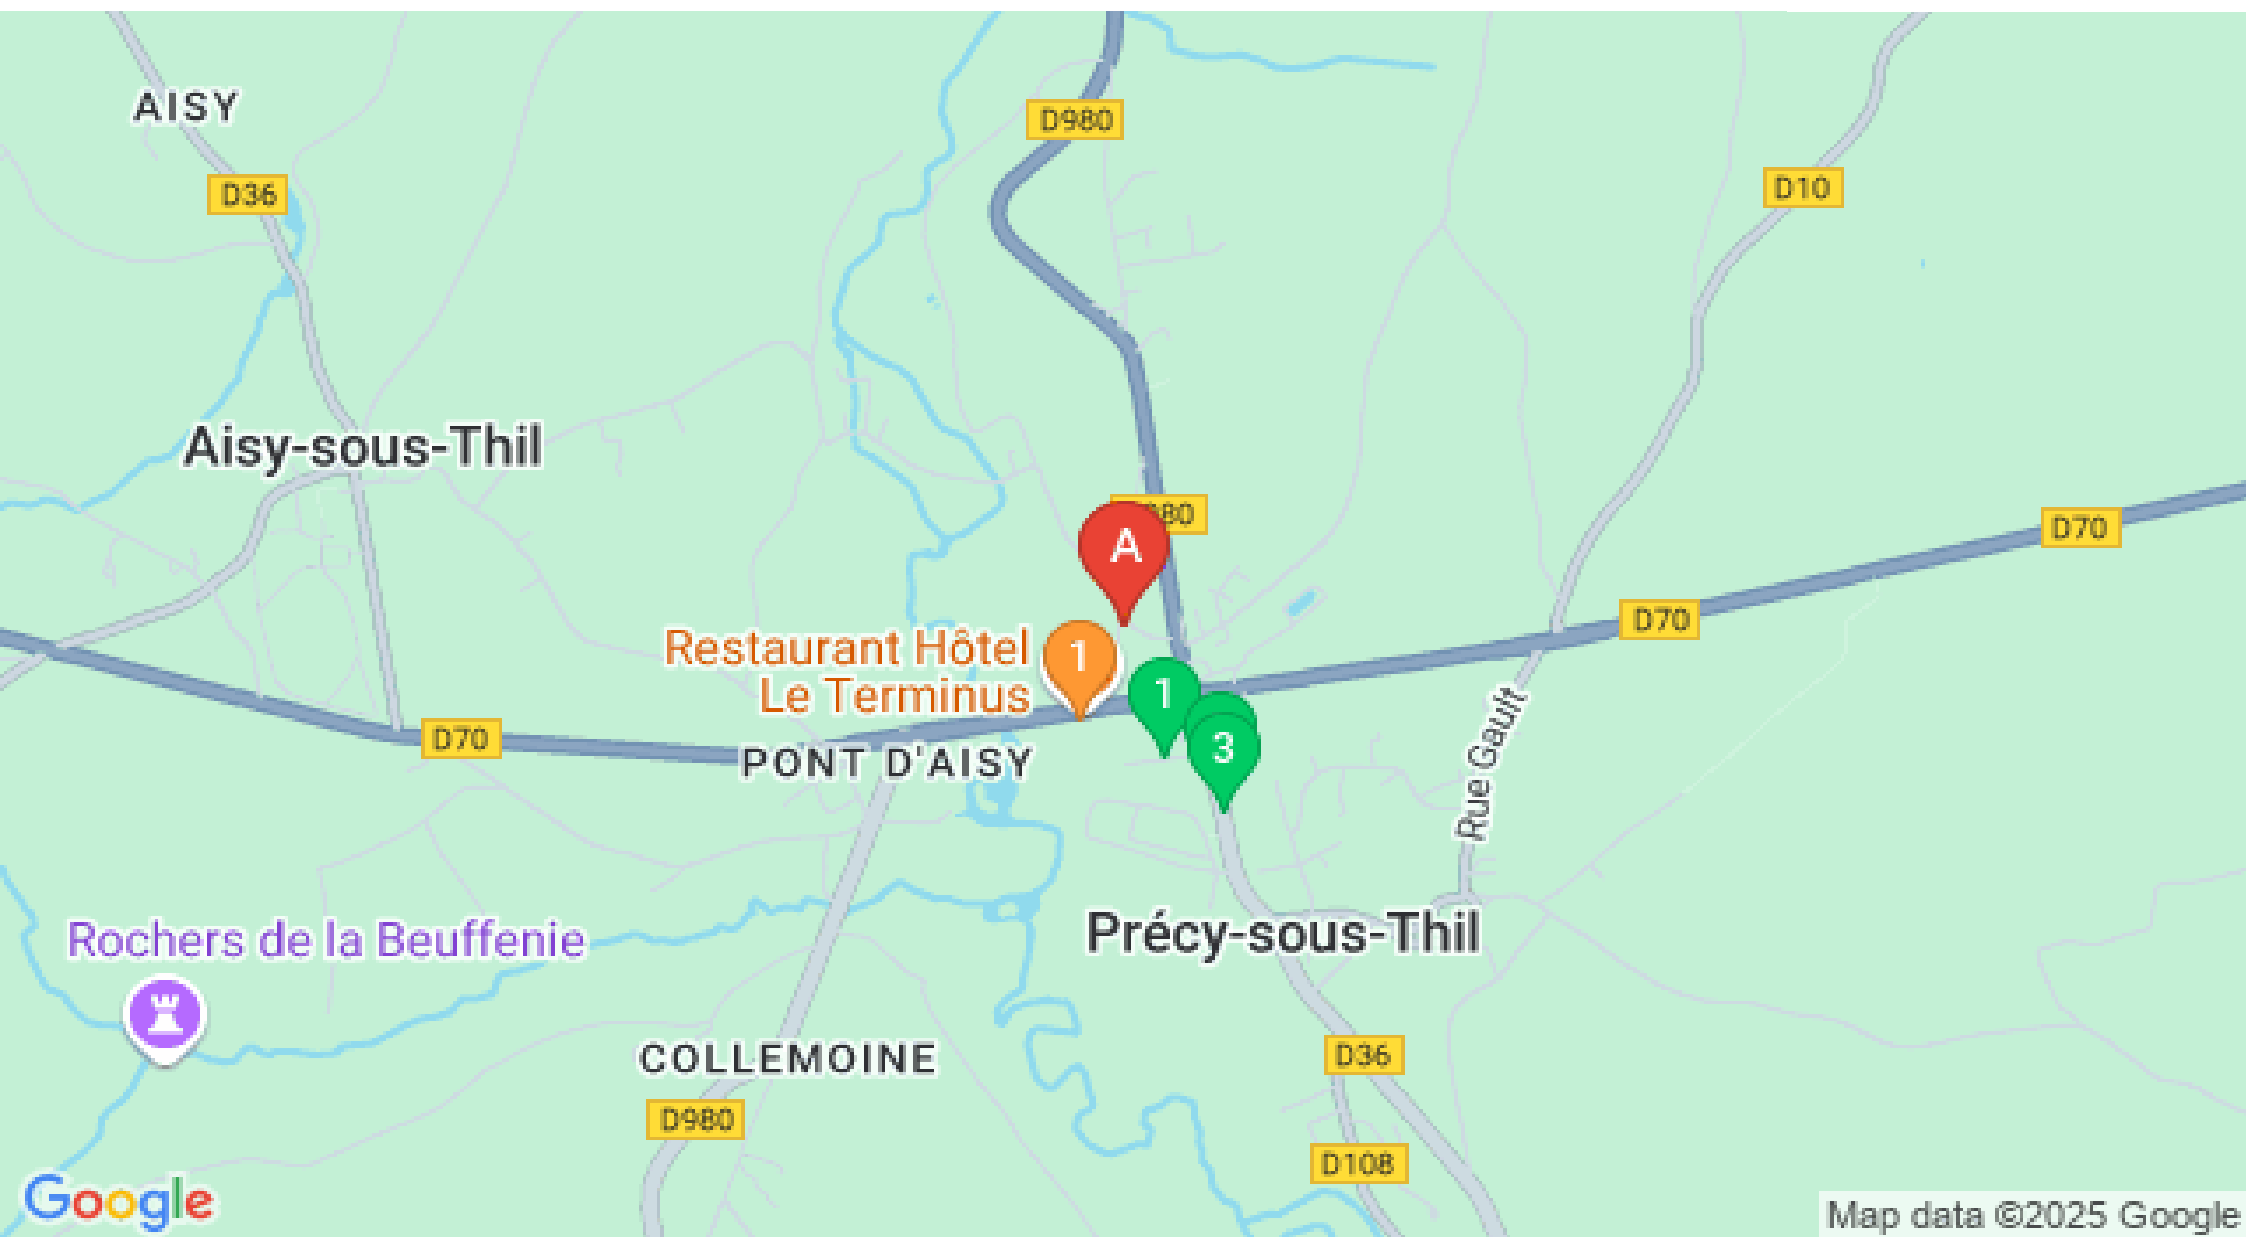 AISY
D980
D36
D10
Aisy-sous-Thil
80
D70
A
D70
Restaurant Hôtel
Le Terminus
1
1
D70
PONT D'AISY
3
Rue Gault
Rochers de la Beuffenie
Précy-sous-Thil
COLLEMOINE
D36
D980
D108
Google
Map data ©2025 Google